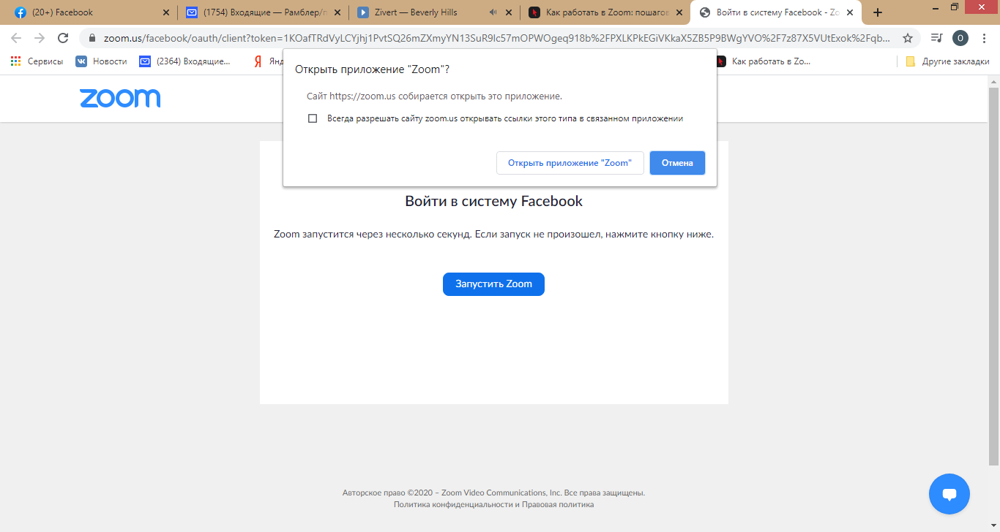 (20+) Facebook
(1754) Входящие — Рамблер/п
Zivert — Beverly Hills
Как работать в Zoom: пошагов
Войти в систему Facebook - Zo
zoom.us/facebook/oauth/client?token=1KOafTRdVyLCYjhj1PvtSQ26mZXmyYN13SuR9Ic57mOPWOgeq918b%2FPXLKPkEGiVKkaX5ZB5P9BWgYVO%2F7z87X5VUtExok%2Fqb...
О
Сервисы
Новости
(2364) Входящие...
Янд
Как работать в Zo...
Другие закладки
zoom
Открыть приложение "Zoom"?
Сайт https://zoom.us собирается открыть это приложение.
Всегда разрешать сайту zoom.us открывать ссылки этого типа в связанном приложении
Открыть приложение "Zoom"
Отмена
Войти в систему Facebook
Zoom запустится через несколько секунд. Если запуск не произошел, нажмите кнопку ниже.
Запустить Zoom
Авторское право ©2020 – Zoom Video Communications, Inc. Все права защищены.
Политика конфиденциальности и Правовая политика